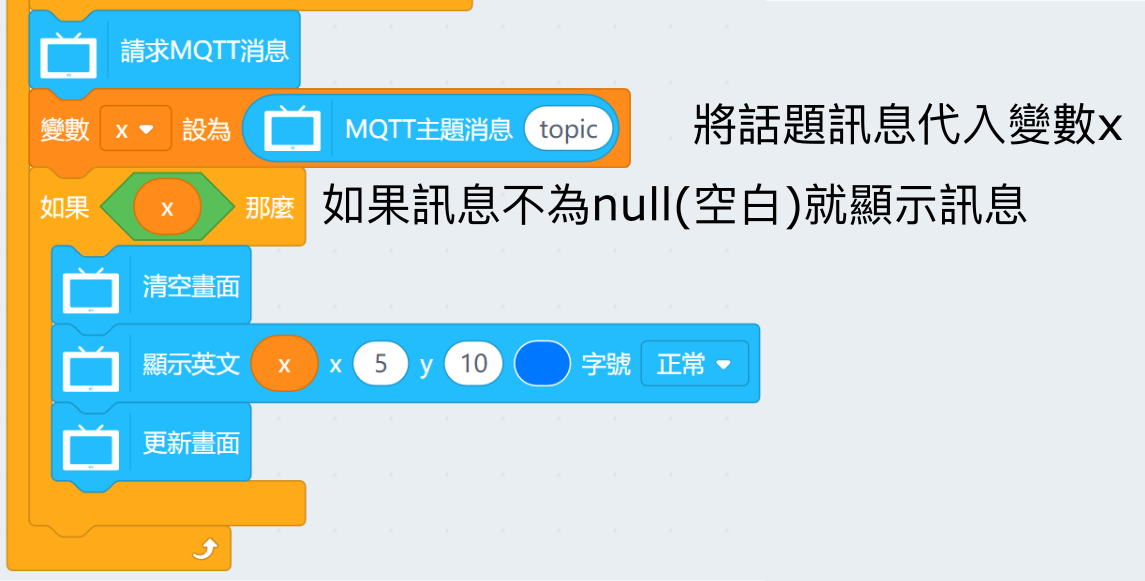 請求MQTT消息
變數 x 設為 MQTT主題消息 topic
將話題訊息代入變數x
如果 x 那麼
如果訊息不為null(空白)就顯示訊息
清空畫面
顯示英文 x x 5 y 10 字號 正常
更新畫面